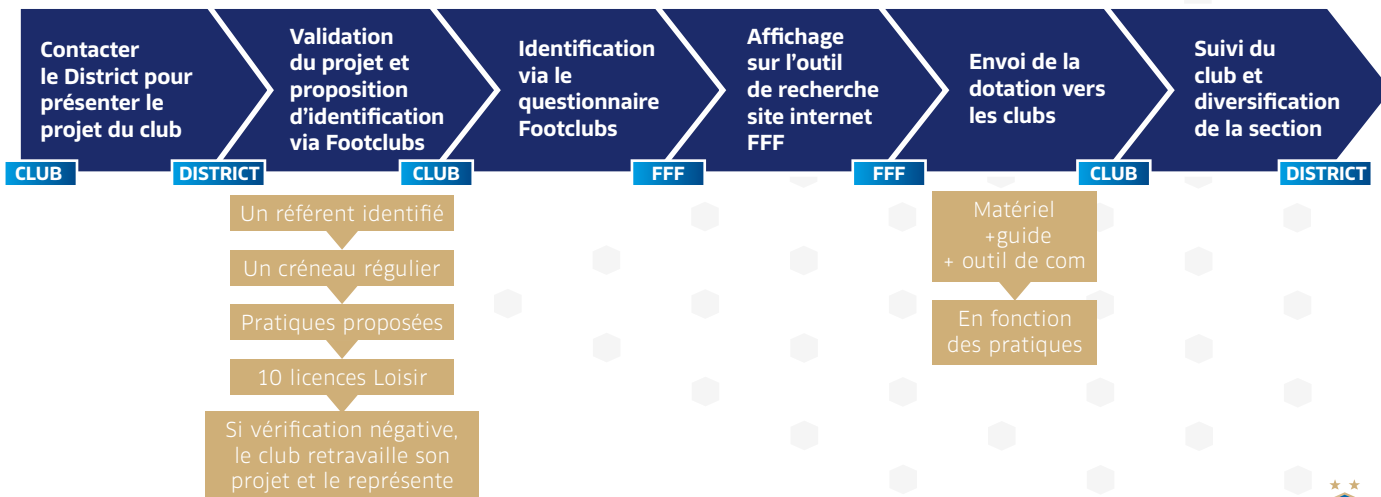 Contacter
le District pour
présenter le
projet du club
Validation
du projet et
proposition
d'identification
via Footclubs
Identification
via le
questionnaire
Footclubs
Affichage
sur l'outil
de recherche
site internet
FFF
Envoi de la
dotation vers
les clubs
Suivi du
club et
diversification
de la section
CLUB
DISTRICT
CLUB
FFF
FFF
CLUB
DISTRICT
Un référent identifié
Un créneau régulier
Pratiques proposées
10 licences Loisir
Si vérification négative,
le club retravaille son
projet et le représente
Matériel
+guide
+ outil de com
En fonction
des pratiques